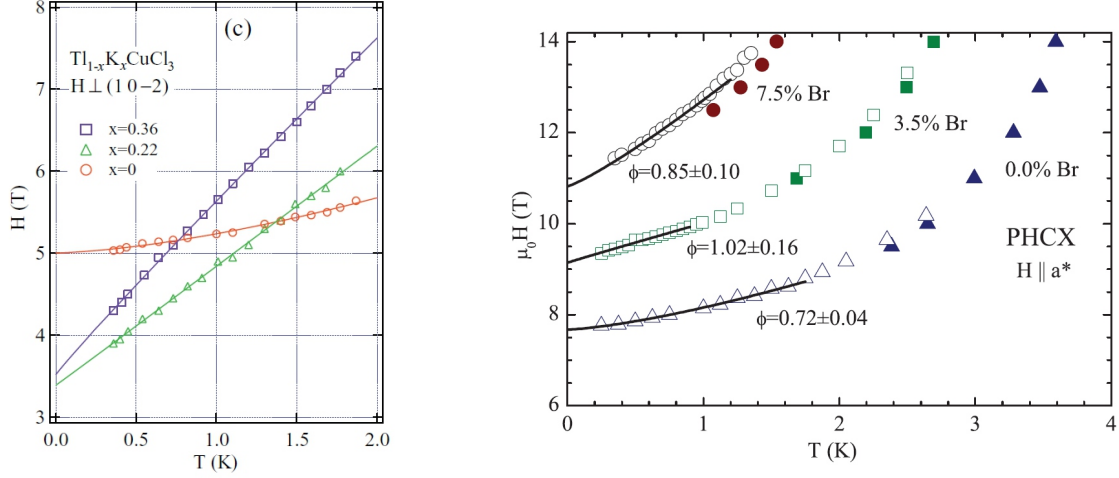 (c)
Tl1-xKxCuCl3
H ⊥ (1 0 −2)
x=0.36
x=0.22
x=0
8
7
6
5
4
3
H (T)
0.0 0.5 1.0 1.5 2.0
T (K)
14
12
10
8
6
μ0H (T)
7.5% Br
3.5% Br
0.0% Br
ϕ=0.85±0.10
ϕ=1.02±0.16
ϕ=0.72±0.04
PHCX
H ∥ a*
0 1 2 3 4
T (K)